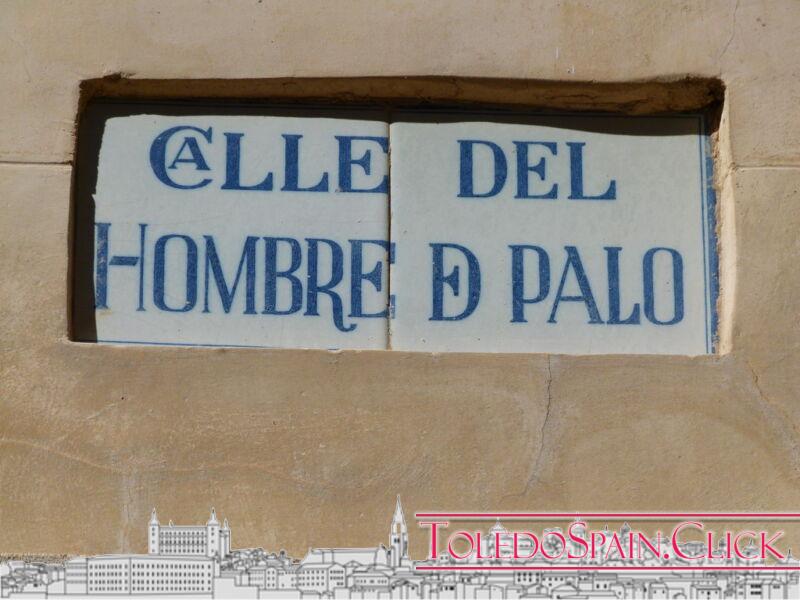 CALLE DEL
HOMBRE DE PALO
TOLEDOSPAIN.CLICK